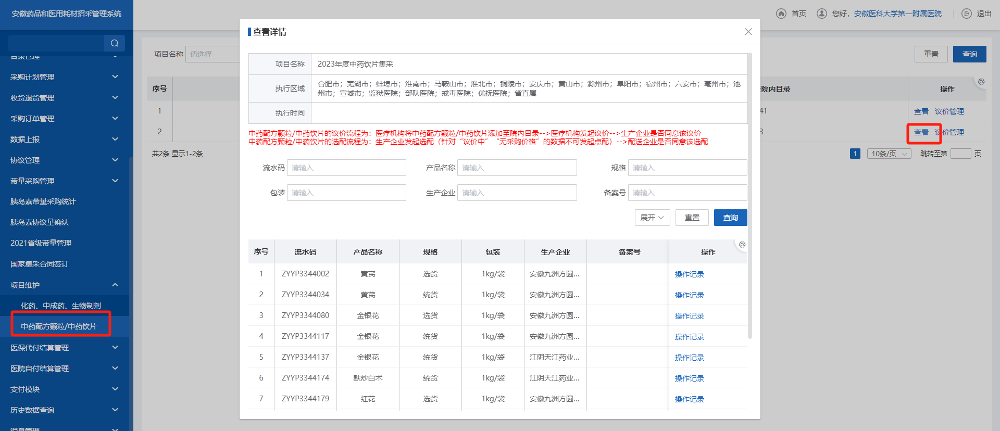 安徽药品和医用耗材招采管理系统
首页
您好，安徽医科大学第一附属医院
退出
目录管理
采购计划管理
收货退货管理
采购订单管理
数据上报
协议管理
带量采购管理
胰岛素带量采购统计
胰岛素协议量确认
2021省级带量管理
国家集采合同签订
项目维护
化药、中成药、生物制剂
中药配方颗粒/中药饮片
医保代付结算管理
医院自付结算管理
支付模块
历史数据查询
消息管理
项目名称 请选择
重置 查询
序号 院内目录 操作
1 41 查看 议价管理
2 3 查看 议价管理
共2条 显示1-2条
1 10条/页 跳转至第 页
查看详情
项目名称 2023年度中药饮片集采
执行区域 合肥市；芜湖市；蚌埠市；淮南市；马鞍山市；淮北市；铜陵市；安庆市；黄山市；滁州市；阜阳市；宿州市；六安市；亳州市；池
州市；宣城市；监狱医院；部队医院；戒毒医院；优抚医院；省直属
执行时间
中药配方颗粒/中药饮片的议价流程为：医疗机构将中药配方颗粒/中药饮片添加至院内目录-->医疗机构发起议价-->生产企业是否同意该议价
中药配方颗粒/中药饮片的选配流程为：生产企业发起选配（针对“议价中”“无采购价格”的数据不可发起点配）-->配送企业是否同意该选配
流水码 请输入 产品名称 请输入 规格 请输入
包装 请输入 生产企业 请输入 备案号 请输入
展开 重置 查询
序号 流水码 产品名称 规格 包装 生产企业 备案号 操作
1 ZYYP3344002 黄芪 选货 1kg/袋 安徽九洲方圆... 操作记录
2 ZYYP3344034 黄芪 统货 1kg/袋 安徽九洲方圆... 操作记录
3 ZYYP3344080 金银花 选货 1kg/袋 安徽九洲方圆... 操作记录
4 ZYYP3344117 金银花 统货 1kg/袋 安徽九洲方圆... 操作记录
5 ZYYP3344137 金银花 统货 1kg/袋 江阴天江药业... 操作记录
6 ZYYP3344174 麸炒白术 统货 1kg/袋 江阴天江药业... 操作记录
7 ZYYP3344179 红花 选货 1kg/袋 安徽九洲方圆... 操作记录